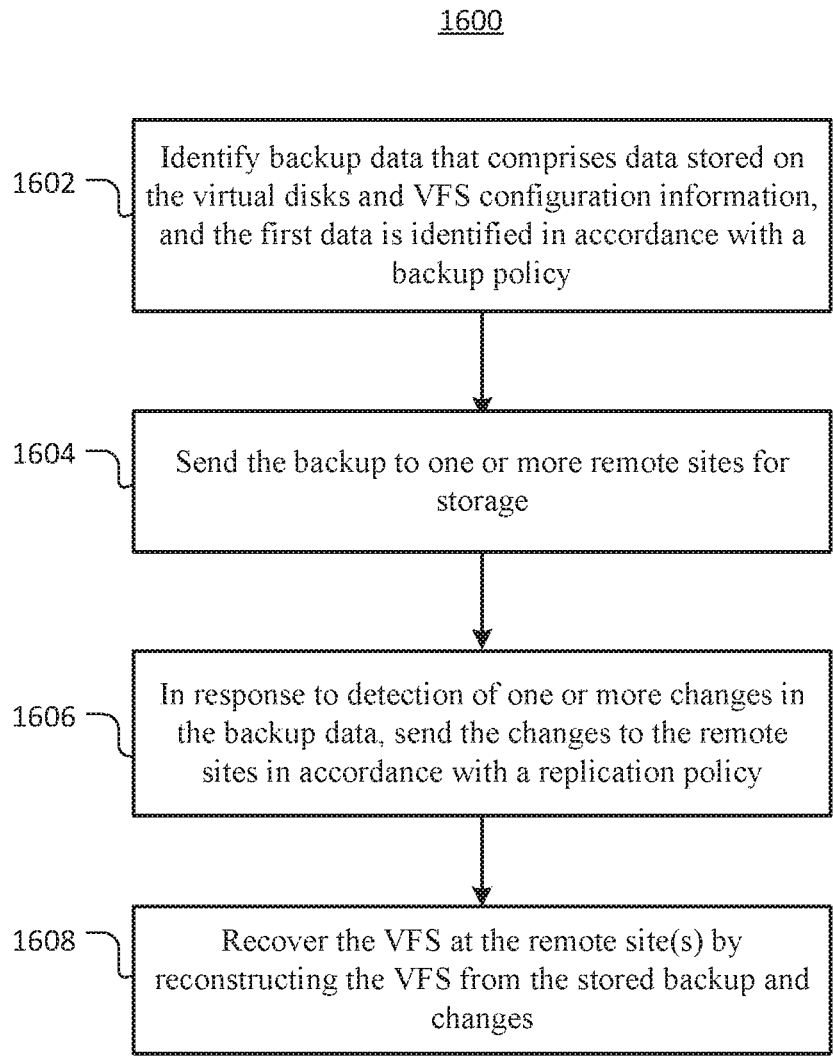 1600
1602
Identify backup data that comprises data stored on
the virtual disks and VFS configuration information,
and the first data is identified in accordance with a
backup policy
1604
Send the backup to one or more remote sites for
storage
1606
In response to detection of one or more changes in
the backup data, send the changes to the remote
sites in accordance with a replication policy
1608
Recover the VFS at the remote site(s) by
reconstructing the VFS from the stored backup and
changes